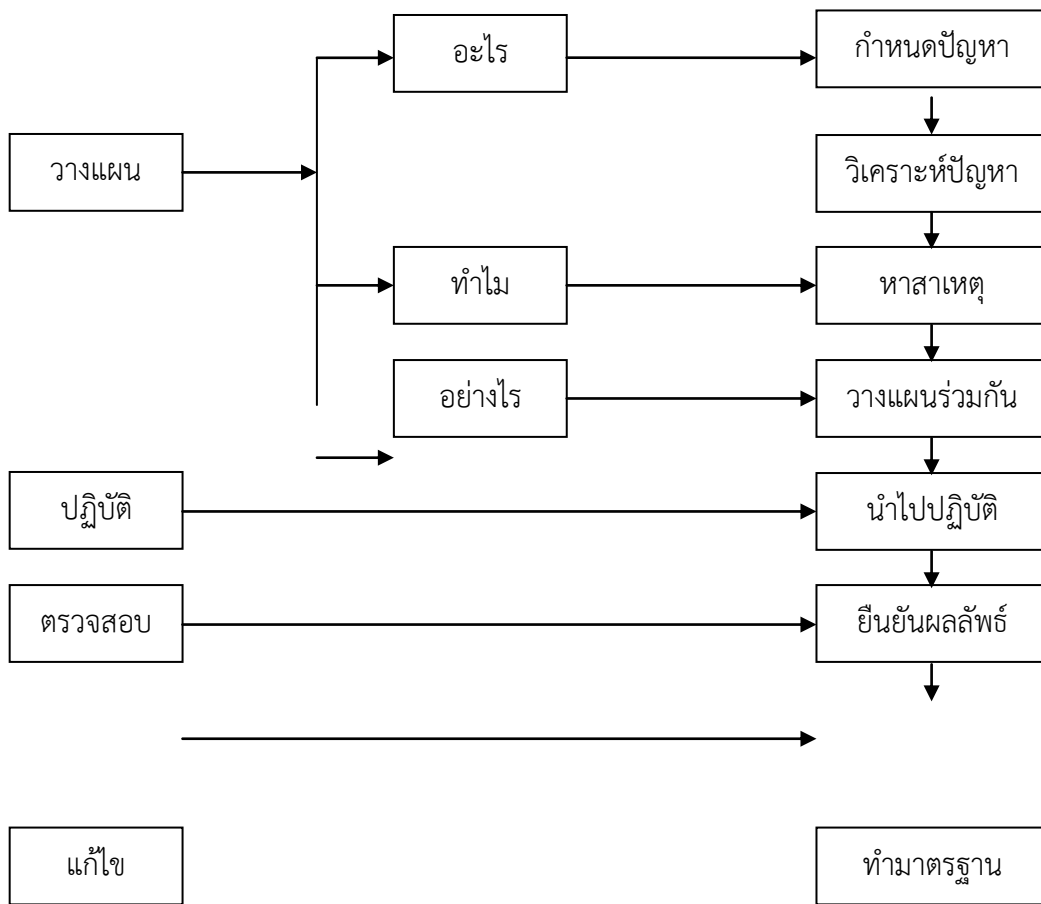 อะไร
กำหนดปัญหา
วางแผน
วิเคราะห์ปัญหา
ทำไม
หาสาเหตุ
อย่างไร
วางแผนร่วมกัน
ปฏิบัติ
นำไปปฏิบัติ
ตรวจสอบ
ยืนยันผลลัพธ์
แก้ไข
ทำมาตรฐาน